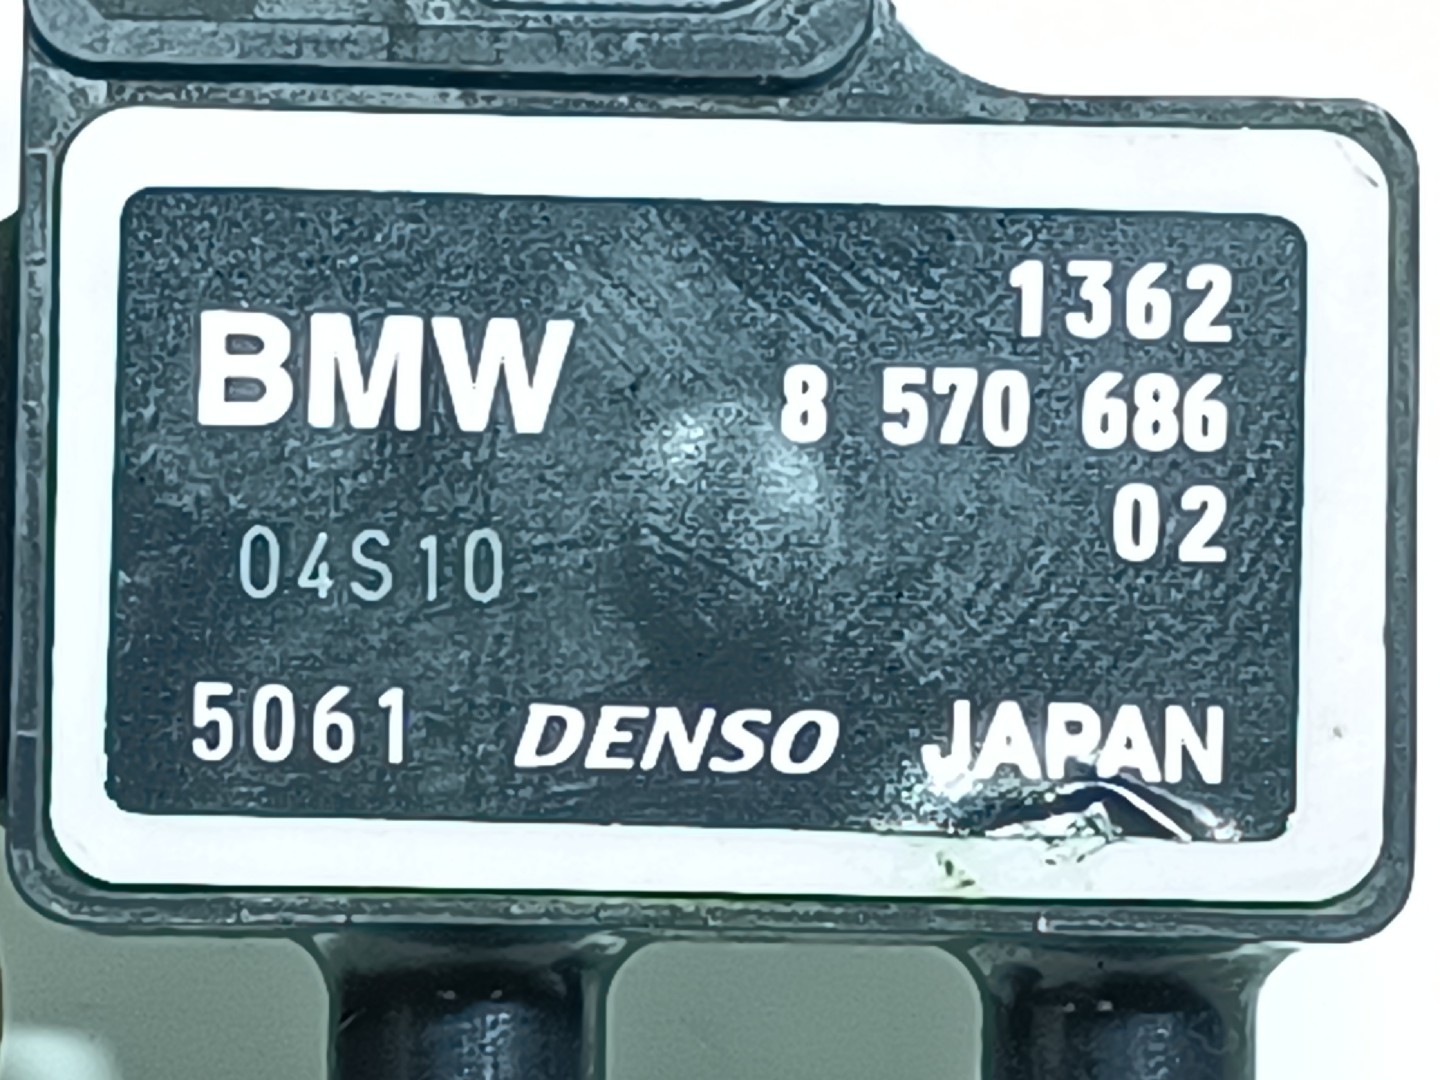 1362
BMW 8 570 686
02
04S10
5061 DENSO JAPAN